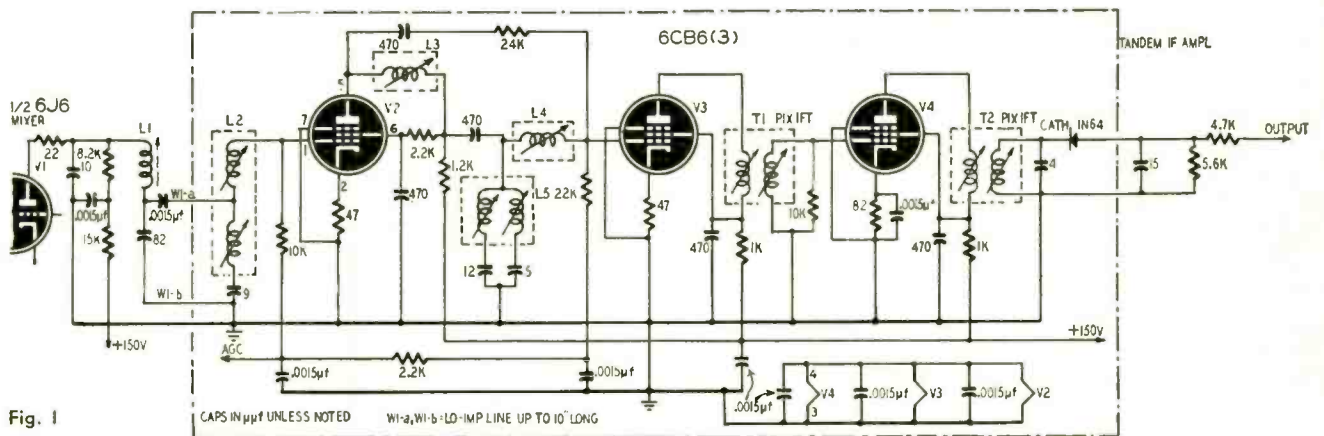 6CB6(3)
TANDEM IF AMPL
1/2 6J6
MIXER
V1
22
10
8.2K
.0015µf
15K
+150V
L1
.0015µf
82
W1-a
W1-b
L2
9
10K
AGC
.0015µf
2.2K
470
24K
L3
5
7
1
6
2
V2
47
2.2K
470
1.2K
470
L4
L5
22K
12
5
.0015µf
V3
47
470
1K
T1 PIX IFT
10K
V4
82
.0015µf
470
1K
T2 PIX IFT
CATH, IN64
4
15
4.7K
5.6K
OUTPUT
+150V
.0015µf
4
3
V4
.0015µf
V3
.0015µf
V2
Fig. 1
CAPS IN µµf UNLESS NOTED
W1-a, W1-b = LO-IMP LINE UP TO 10" LONG